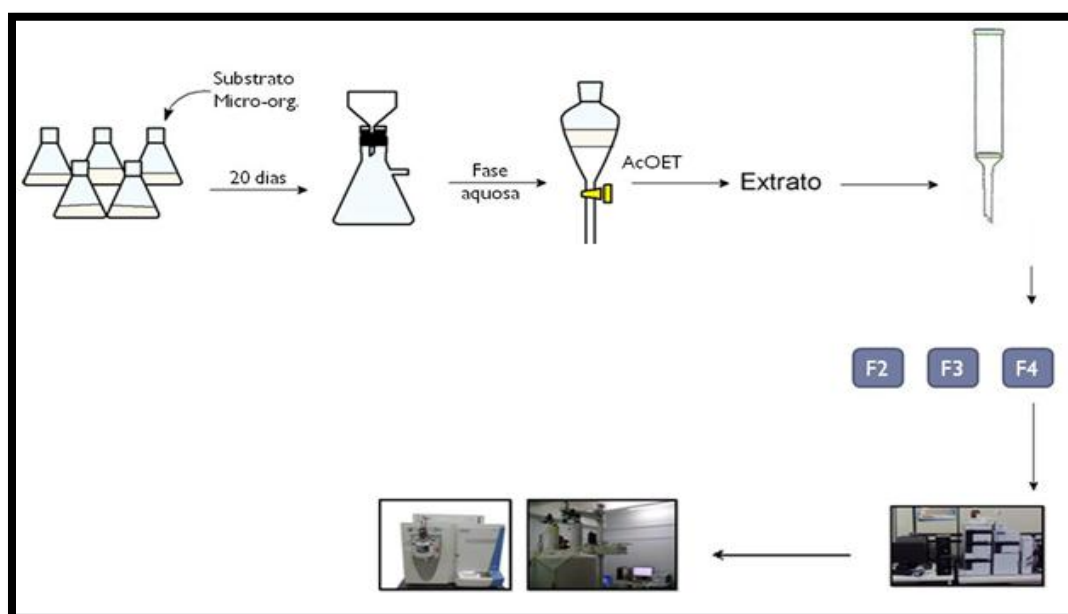 Substrato
Micro-org.
20 dias
Fase
aquosa
AcOET
Extrato
F2
F3
F4